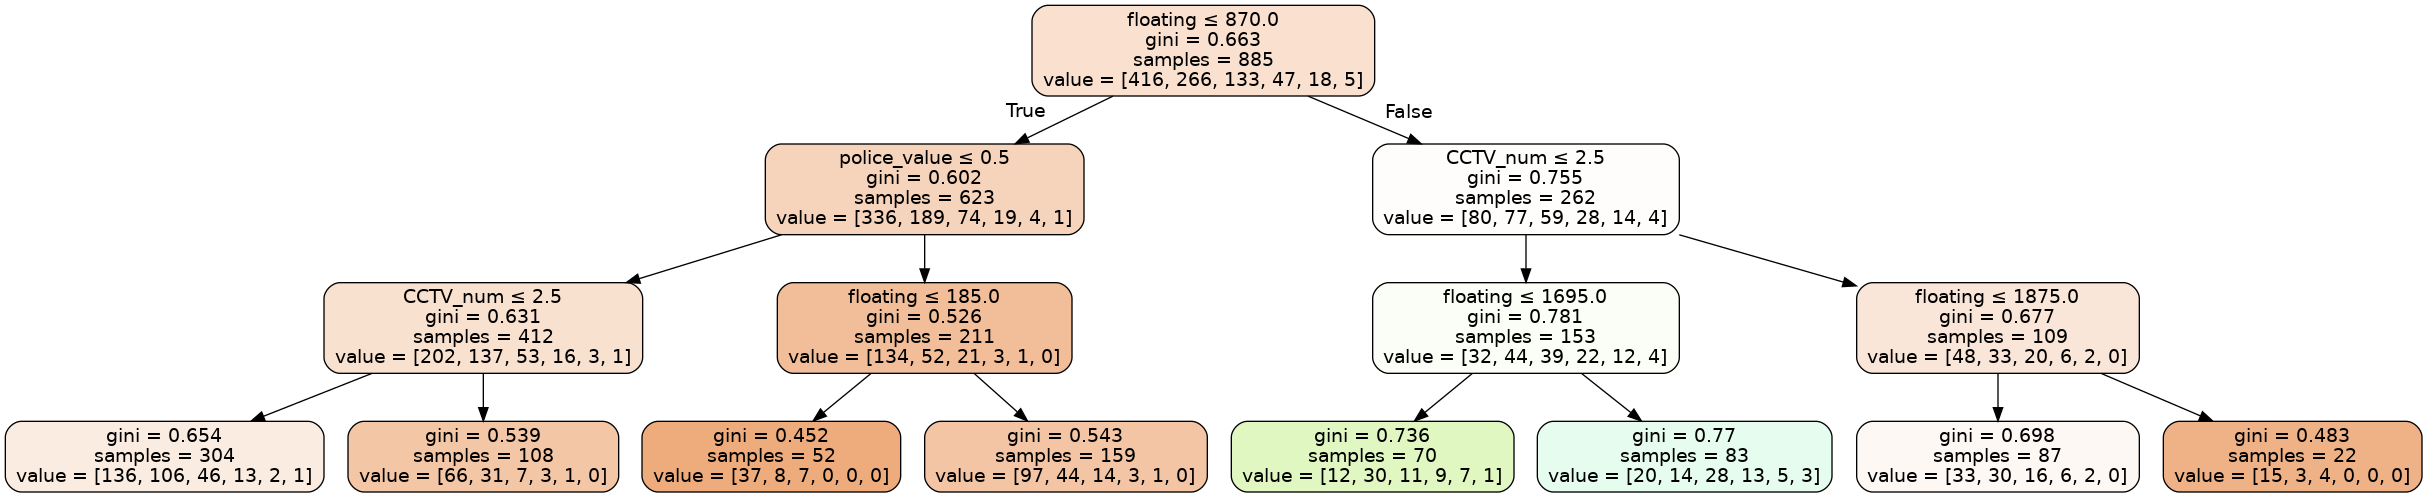 floating ≤ 870.0
gini = 0.663
samples = 885
value = [416, 266, 133, 47, 18, 5]
True
False
police_value ≤ 0.5
gini = 0.602
samples = 623
value = [336, 189, 74, 19, 4, 1]
CCTV_num ≤ 2.5
gini = 0.755
samples = 262
value = [80, 77, 59, 28, 14, 4]
CCTV_num ≤ 2.5
gini = 0.631
samples = 412
value = [202, 137, 53, 16, 3, 1]
floating ≤ 185.0
gini = 0.526
samples = 211
value = [134, 52, 21, 3, 1, 0]
floating ≤ 1695.0
gini = 0.781
samples = 153
value = [32, 44, 39, 22, 12, 4]
floating ≤ 1875.0
gini = 0.677
samples = 109
value = [48, 33, 20, 6, 2, 0]
gini = 0.654
samples = 304
value = [136, 106, 46, 13, 2, 1]
gini = 0.539
samples = 108
value = [66, 31, 7, 3, 1, 0]
gini = 0.452
samples = 52
value = [37, 8, 7, 0, 0, 0]
gini = 0.543
samples = 159
value = [97, 44, 14, 3, 1, 0]
gini = 0.736
samples = 70
value = [12, 30, 11, 9, 7, 1]
gini = 0.77
samples = 83
value = [20, 14, 28, 13, 5, 3]
gini = 0.698
samples = 87
value = [33, 30, 16, 6, 2, 0]
gini = 0.483
samples = 22
value = [15, 3, 4, 0, 0, 0]